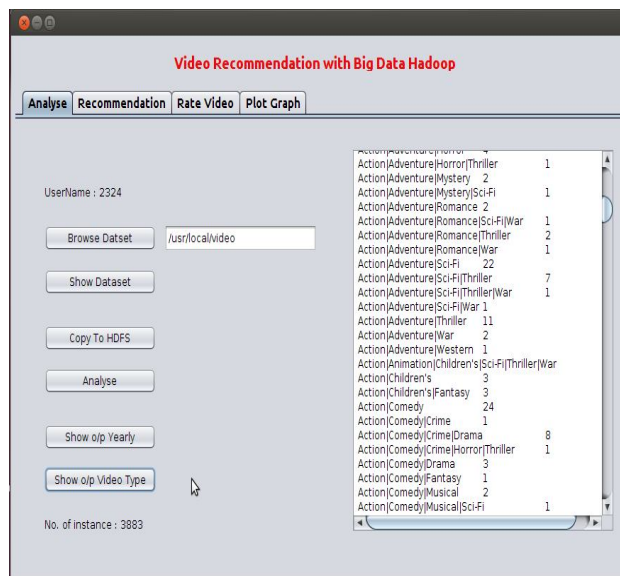 Video Recommendation with Big Data Hadoop
Analyse Recommendation Rate Video Plot Graph
UserName : 2324
Browse Datset /usr/local/video
Show Dataset
Copy To HDFS
Analyse
Show o/p Yearly
Show o/p Video Type
No. of instance : 3883
Action|Adventure|Horror 4
Action|Adventure|Horror|Thriller 1
Action|Adventure|Mystery 2
Action|Adventure|Mystery|Sci-Fi 1
Action|Adventure|Romance 2
Action|Adventure|Romance|Sci-Fi|War 1
Action|Adventure|Romance|Thriller 2
Action|Adventure|Romance|War 1
Action|Adventure|Sci-Fi 22
Action|Adventure|Sci-Fi|Thriller 7
Action|Adventure|Sci-Fi|Thriller|War 1
Action|Adventure|Sci-Fi|War 1
Action|Adventure|Thriller 11
Action|Adventure|War 2
Action|Adventure|Western 1
Action|Animation|Children's|Sci-Fi|Thriller|War
Action|Children's 3
Action|Children's|Fantasy 3
Action|Comedy 24
Action|Comedy|Crime 1
Action|Comedy|Crime|Drama 8
Action|Comedy|Crime|Horror|Thriller 1
Action|Comedy|Drama 3
Action|Comedy|Fantasy 1
Action|Comedy|Musical 2
Action|Comedy|Musical|Sci-Fi 1